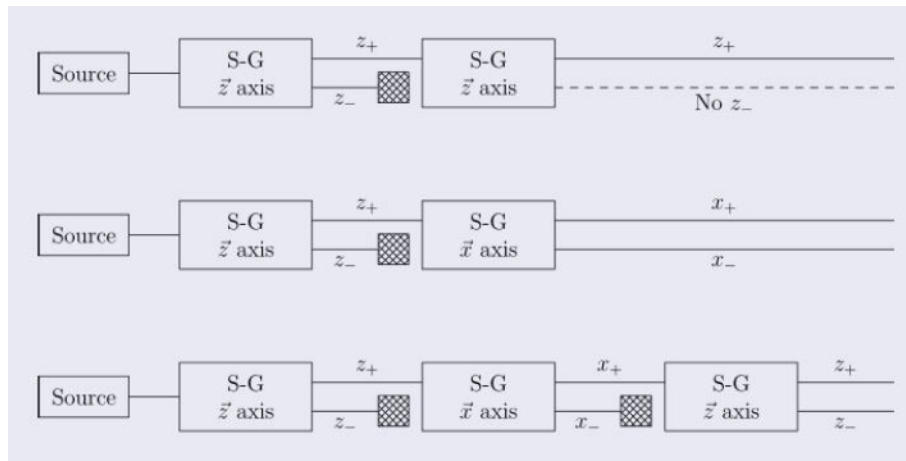 z₊ z₊
Source S-G z⃗ axis S-G z⃗ axis
z₋ No z₋
z₊ x₊
Source S-G z⃗ axis S-G x⃗ axis
z₋ x₋
z₊ x₊ z₊
Source S-G z⃗ axis S-G x⃗ axis S-G z⃗ axis
z₋ x₋ z₋